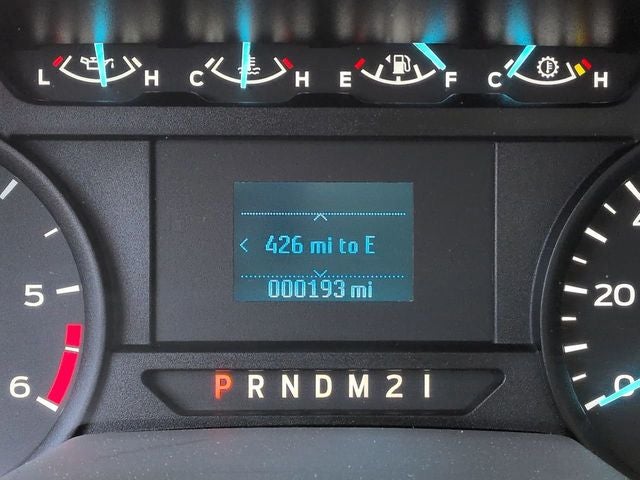 L H C H E F C H
426 mi to E
5 20
000193 mi
6 P R N D M 2 1 0